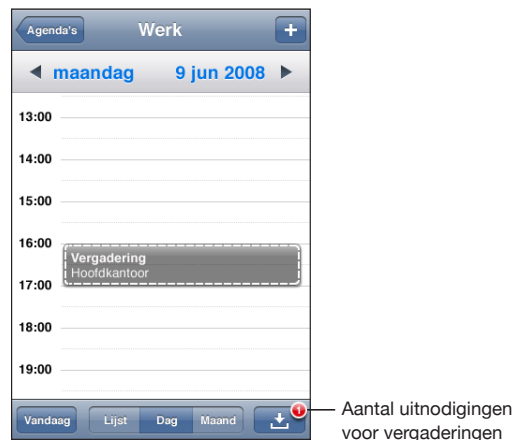 Agenda's Werk +
maandag 9 jun 2008
13:00
14:00
15:00
16:00
Vergadering
Hoofdkantoor
17:00
18:00
19:00
Vandaag Lijst Dag Maand 1
Aantal uitnodigingen
voor vergaderingen